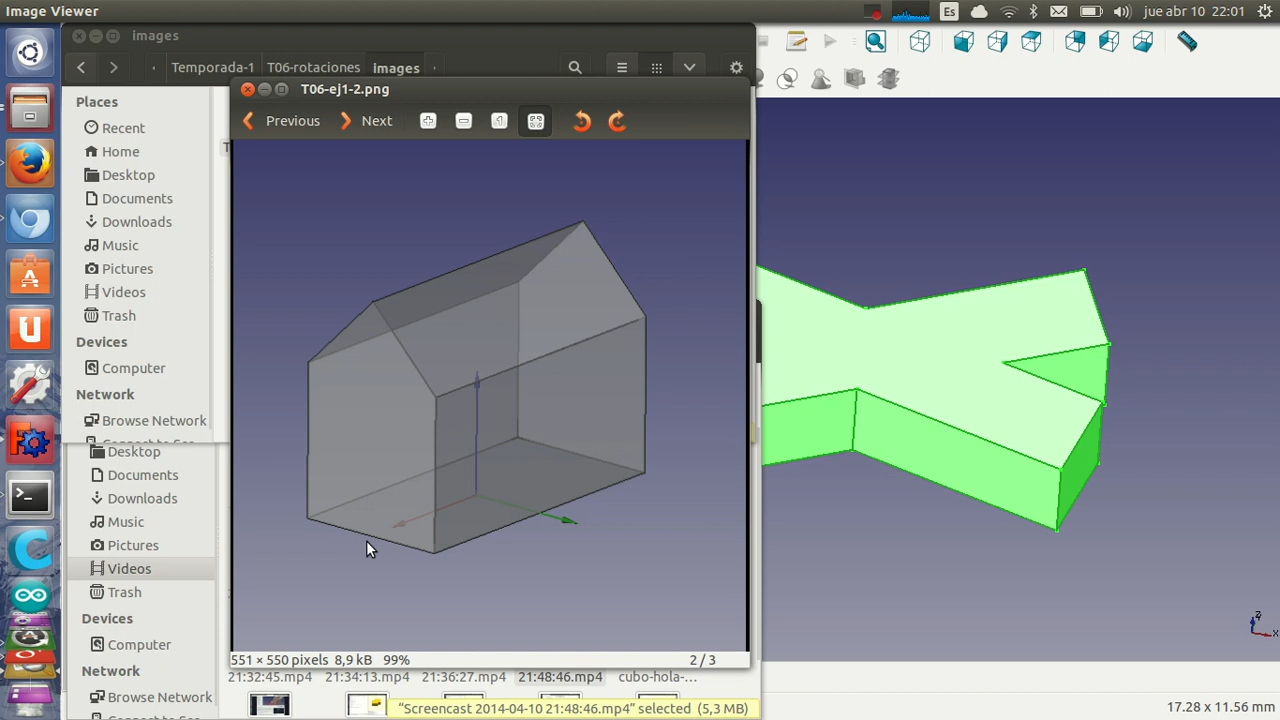 Image Viewer
Es
jue abr 10 22:01
images
Temporada-1
T06-rotaciones
images
T06-ej1-2.png
Previous
Next
Places
Recent
Home
Desktop
Documents
Downloads
Music
Pictures
Videos
Trash
Devices
Computer
Network
Browse Network
Desktop
Documents
Downloads
Music
Pictures
Videos
Trash
Devices
Computer
Network
Browse Network
551 × 550 pixels 8,9 kB 99%
2 / 3
21:32:45.mp4
21:34:13.mp4
21:36:27.mp4
21:48:46.mp4
cubo-hola-...
“Screencast 2014-04-10 21:48:46.mp4” selected (5,3 MB)
z
x
17.28 x 11.56 mm